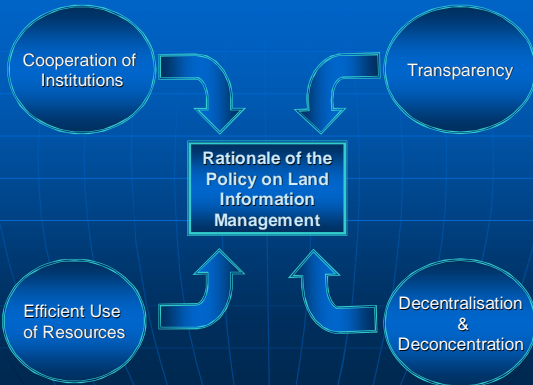 Cooperation of
Institutions
Transparency
Rationale of the
Policy on Land
Information
Management
Efficient Use
of Resources
Decentralisation
&
Deconcentration